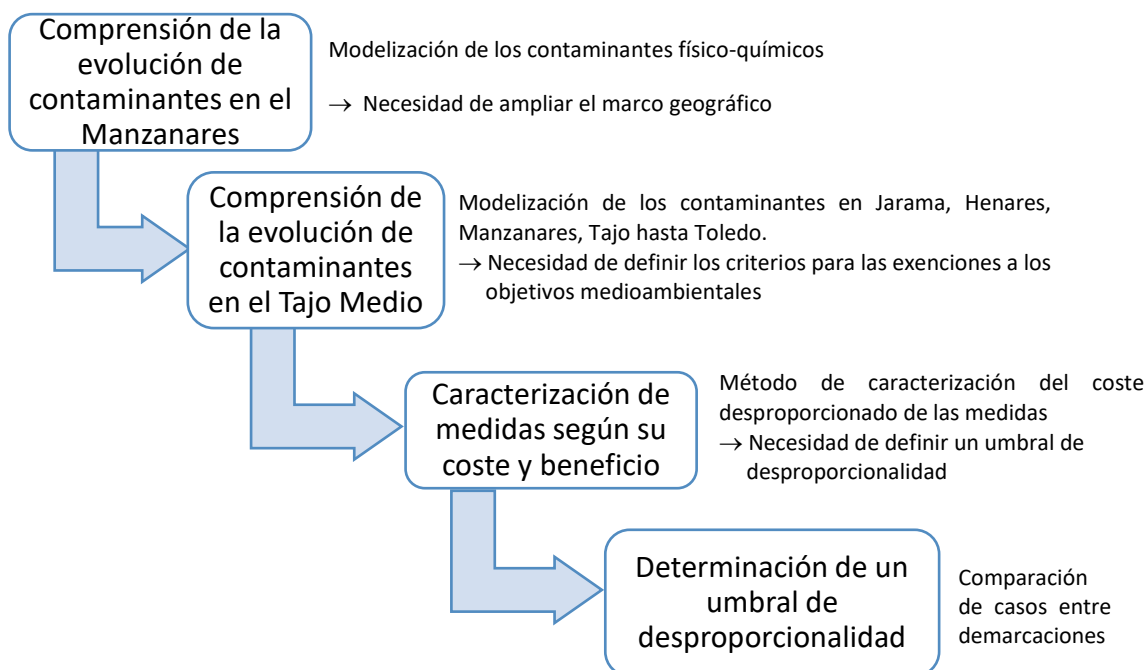 Comprensión de la
evolución de
contaminantes en el
Manzanares
Modelización de los contaminantes físico-químicos
→ Necesidad de ampliar el marco geográfico
Comprensión de
la evolución de
contaminantes
en el Tajo Medio
Modelización de los contaminantes en Jarama, Henares,
Manzanares, Tajo hasta Toledo.
→ Necesidad de definir los criterios para las exenciones a los
objetivos medioambientales
Caracterización de
medidas según su
coste y beneficio
Método de caracterización del coste
desproporcionado de las medidas
→ Necesidad de definir un umbral de
desproporcionalidad
Determinación de un
umbral de
desproporcionalidad
Comparación
de casos entre
demarcaciones